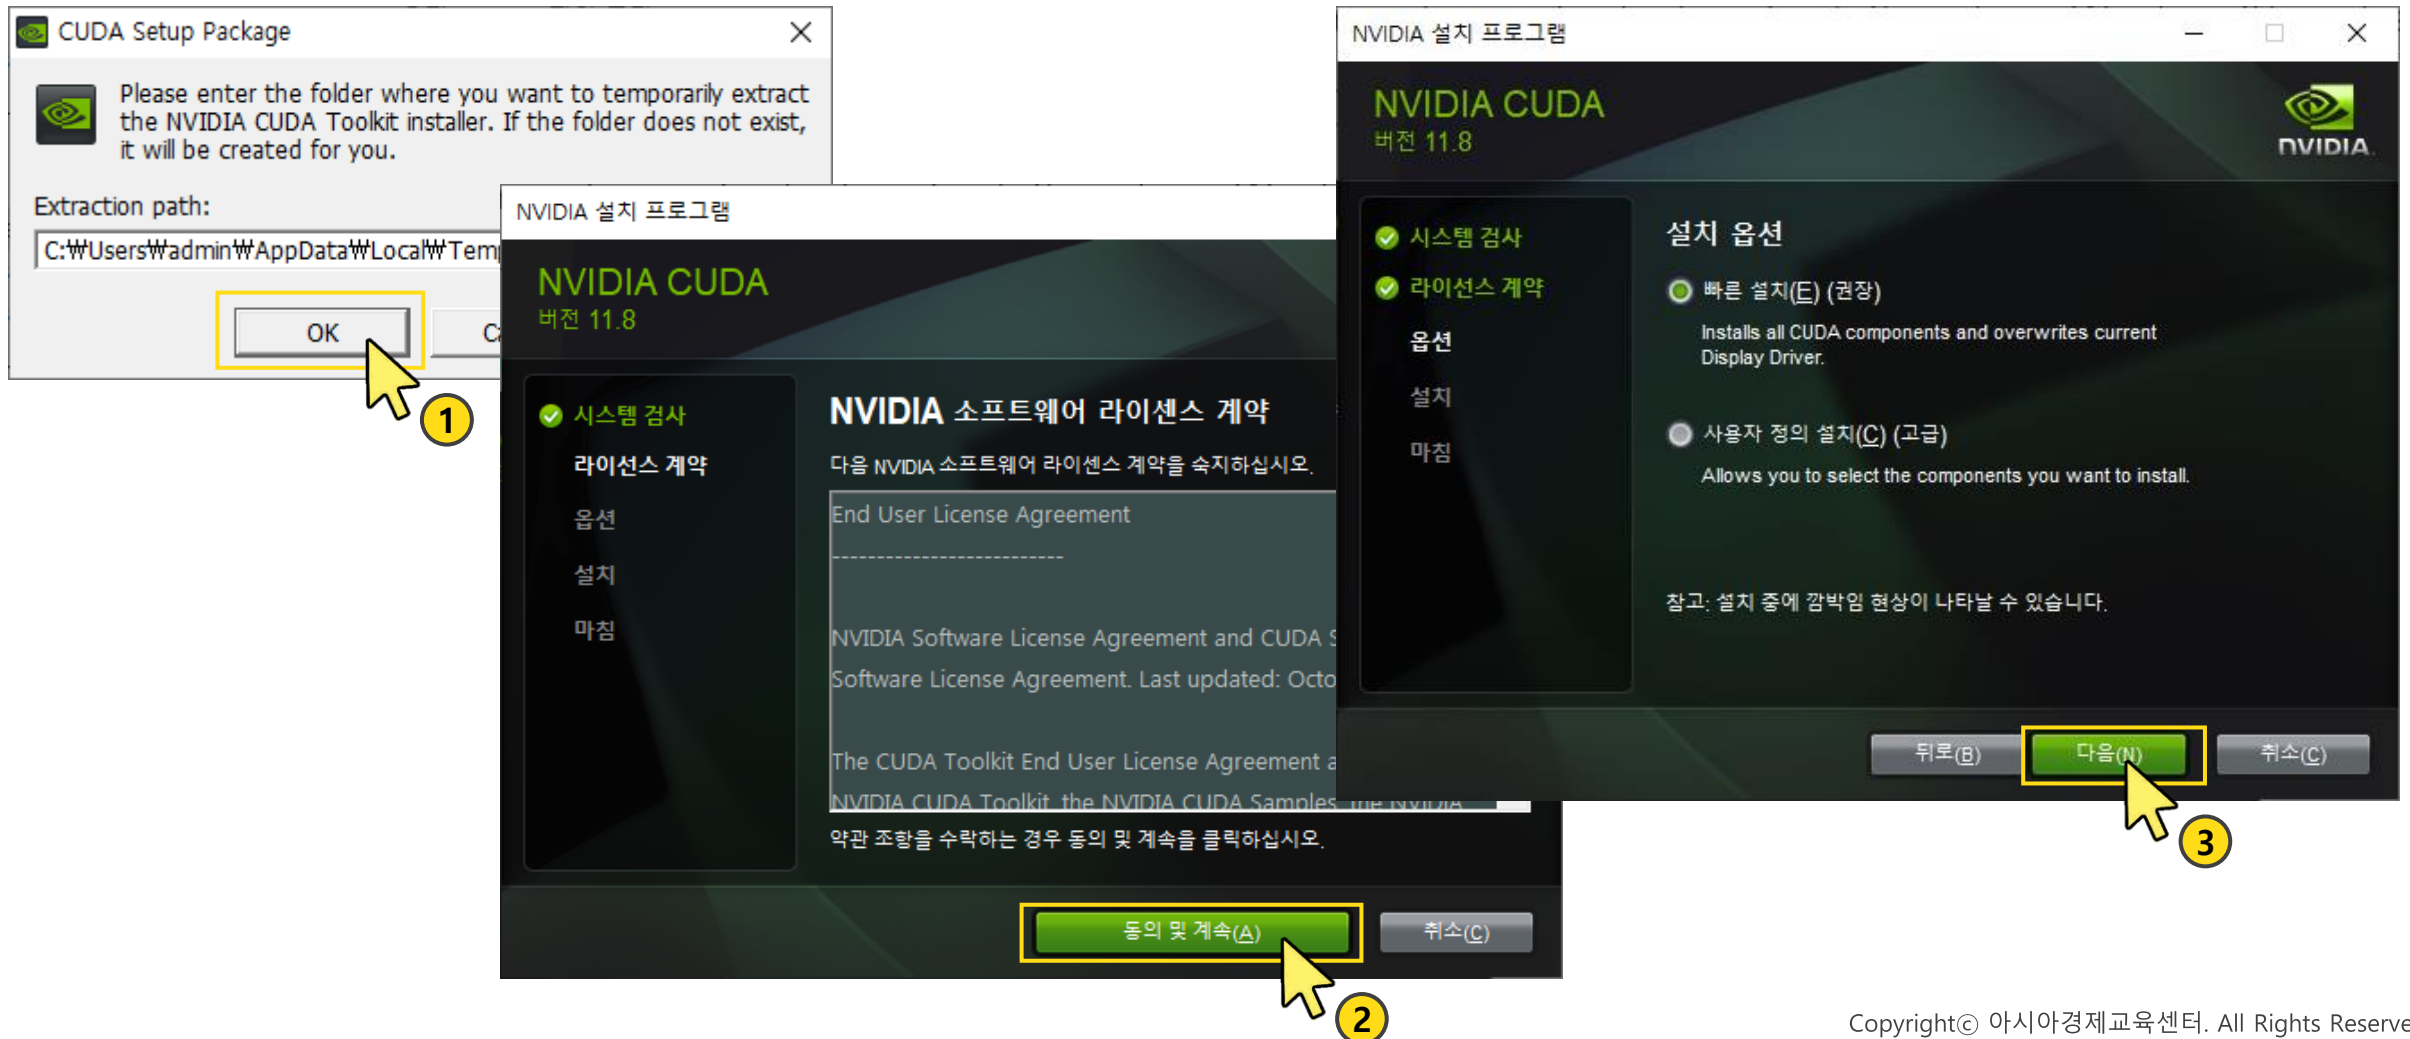 CUDA Setup Package
Please enter the folder where you want to temporarily extract
the NVIDIA CUDA Toolkit installer. If the folder does not exist,
it will be created for you.
Extraction path:
C:₩Users₩admin₩AppData₩Local₩Temp
OK
1
NVIDIA 설치 프로그램
NVIDIA CUDA
버전 11.8
시스템 검사
라이선스 계약
옵션
설치
마침
NVIDIA 소프트웨어 라이센스 계약
다음 NVIDIA 소프트웨어 라이센스 계약을 숙지하십시오.
End User License Agreement
--------------------------
NVIDIA Software License Agreement and CUDA S
Software License Agreement. Last updated: Octo
The CUDA Toolkit End User License Agreement a
NVIDIA CUDA Toolkit, the NVIDIA CUDA Samples, the NVIDIA
약관 조항을 수락하는 경우 동의 및 계속을 클릭하십시오.
동의 및 계속(A)
취소(C)
2
NVIDIA 설치 프로그램
NVIDIA CUDA
버전 11.8
NVIDIA.
시스템 검사
라이선스 계약
옵션
설치
마침
설치 옵션
빠른 설치(E) (권장)
Installs all CUDA components and overwrites current
Display Driver.
사용자 정의 설치(C) (고급)
Allows you to select the components you want to install.
참고: 설치 중에 깜박임 현상이 나타날 수 있습니다.
뒤로(B)
다음(N)
취소(C)
3
Copyrightⓒ 아시아경제교육센터. All Rights Reserve